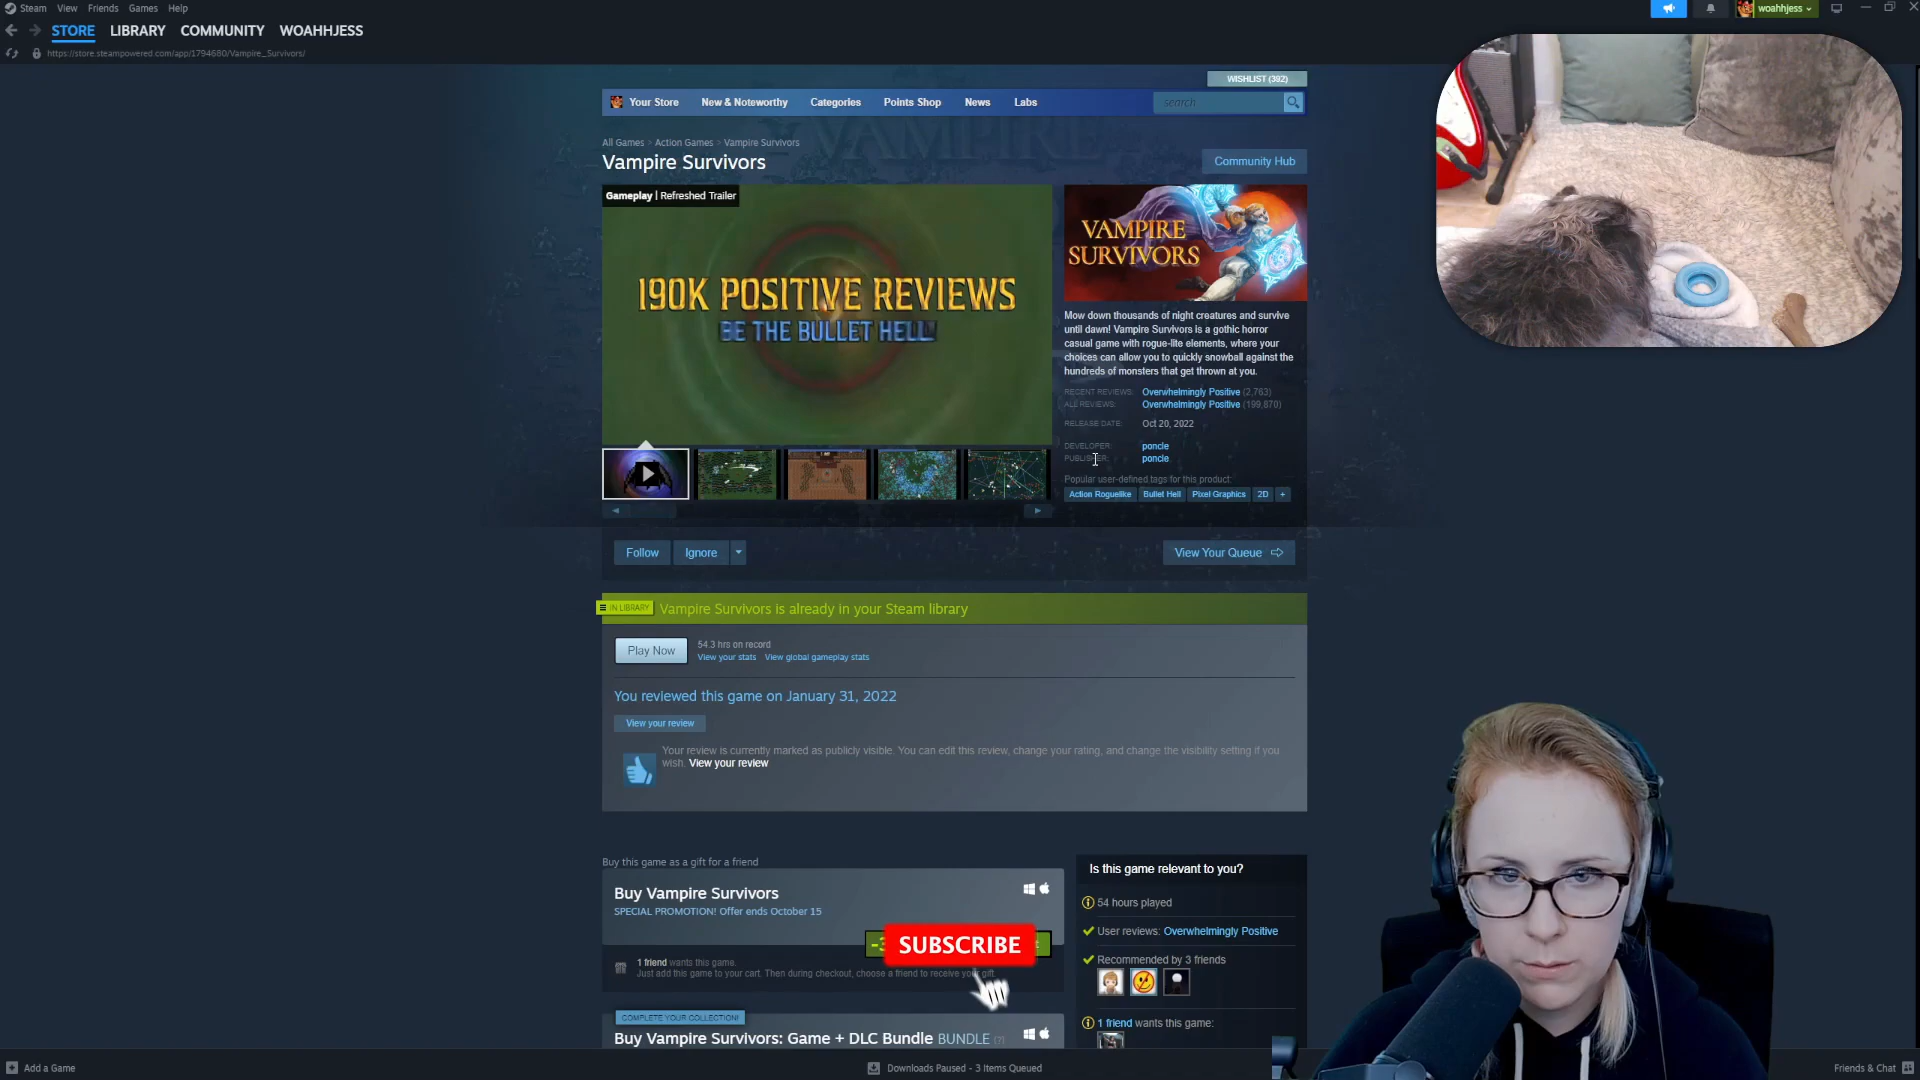 Steam View Friends Games Help
woahhjess
STORE LIBRARY COMMUNITY WOAHHJESS
https://store.steampowered.com/app/1794680/Vampire_Survivors/
WISHLIST (392)
Your Store New & Noteworthy Categories Points Shop News Labs search
All Games > Action Games > Vampire Survivors
Vampire Survivors
Community Hub
Gameplay | Refreshed Trailer
190K POSITIVE REVIEWS
BE THE BULLET HELL
VAMPIRE
SURVIVORS
Mow down thousands of night creatures and survive
until dawn! Vampire Survivors is a gothic horror
casual game with rogue-lite elements, where your
choices can allow you to quickly snowball against the
hundreds of monsters that get thrown at you.
RECENT REVIEWS: Overwhelmingly Positive (2,763)
ALL REVIEWS: Overwhelmingly Positive (199,870)
RELEASE DATE: Oct 20, 2022
DEVELOPER: poncle
PUBLISHER: poncle
Popular user-defined tags for this product:
Action Roguelike Bullet Hell Pixel Graphics 2D +
Follow Ignore
View Your Queue
IN LIBRARY Vampire Survivors is already in your Steam library
Play Now
54.3 hrs on record
View your stats View global gameplay stats
You reviewed this game on January 31, 2022
View your review
Your review is currently marked as publicly visible. You can edit this review, change your rating, and change the visibility setting if you
wish. View your review
Buy this game as a gift for a friend
Buy Vampire Survivors
SPECIAL PROMOTION! Offer ends October 15
SUBSCRIBE
1 friend wants this game.
Just add this game to your cart. Then during checkout, choose a friend to receive your gift.
COMPLETE YOUR COLLECTION!
Buy Vampire Survivors: Game + DLC Bundle BUNDLE (?)
Is this game relevant to you?
54 hours played
User reviews: Overwhelmingly Positive
Recommended by 3 friends
1 friend wants this game:
Add a Game
Downloads Paused - 3 Items Queued
Friends & Chat